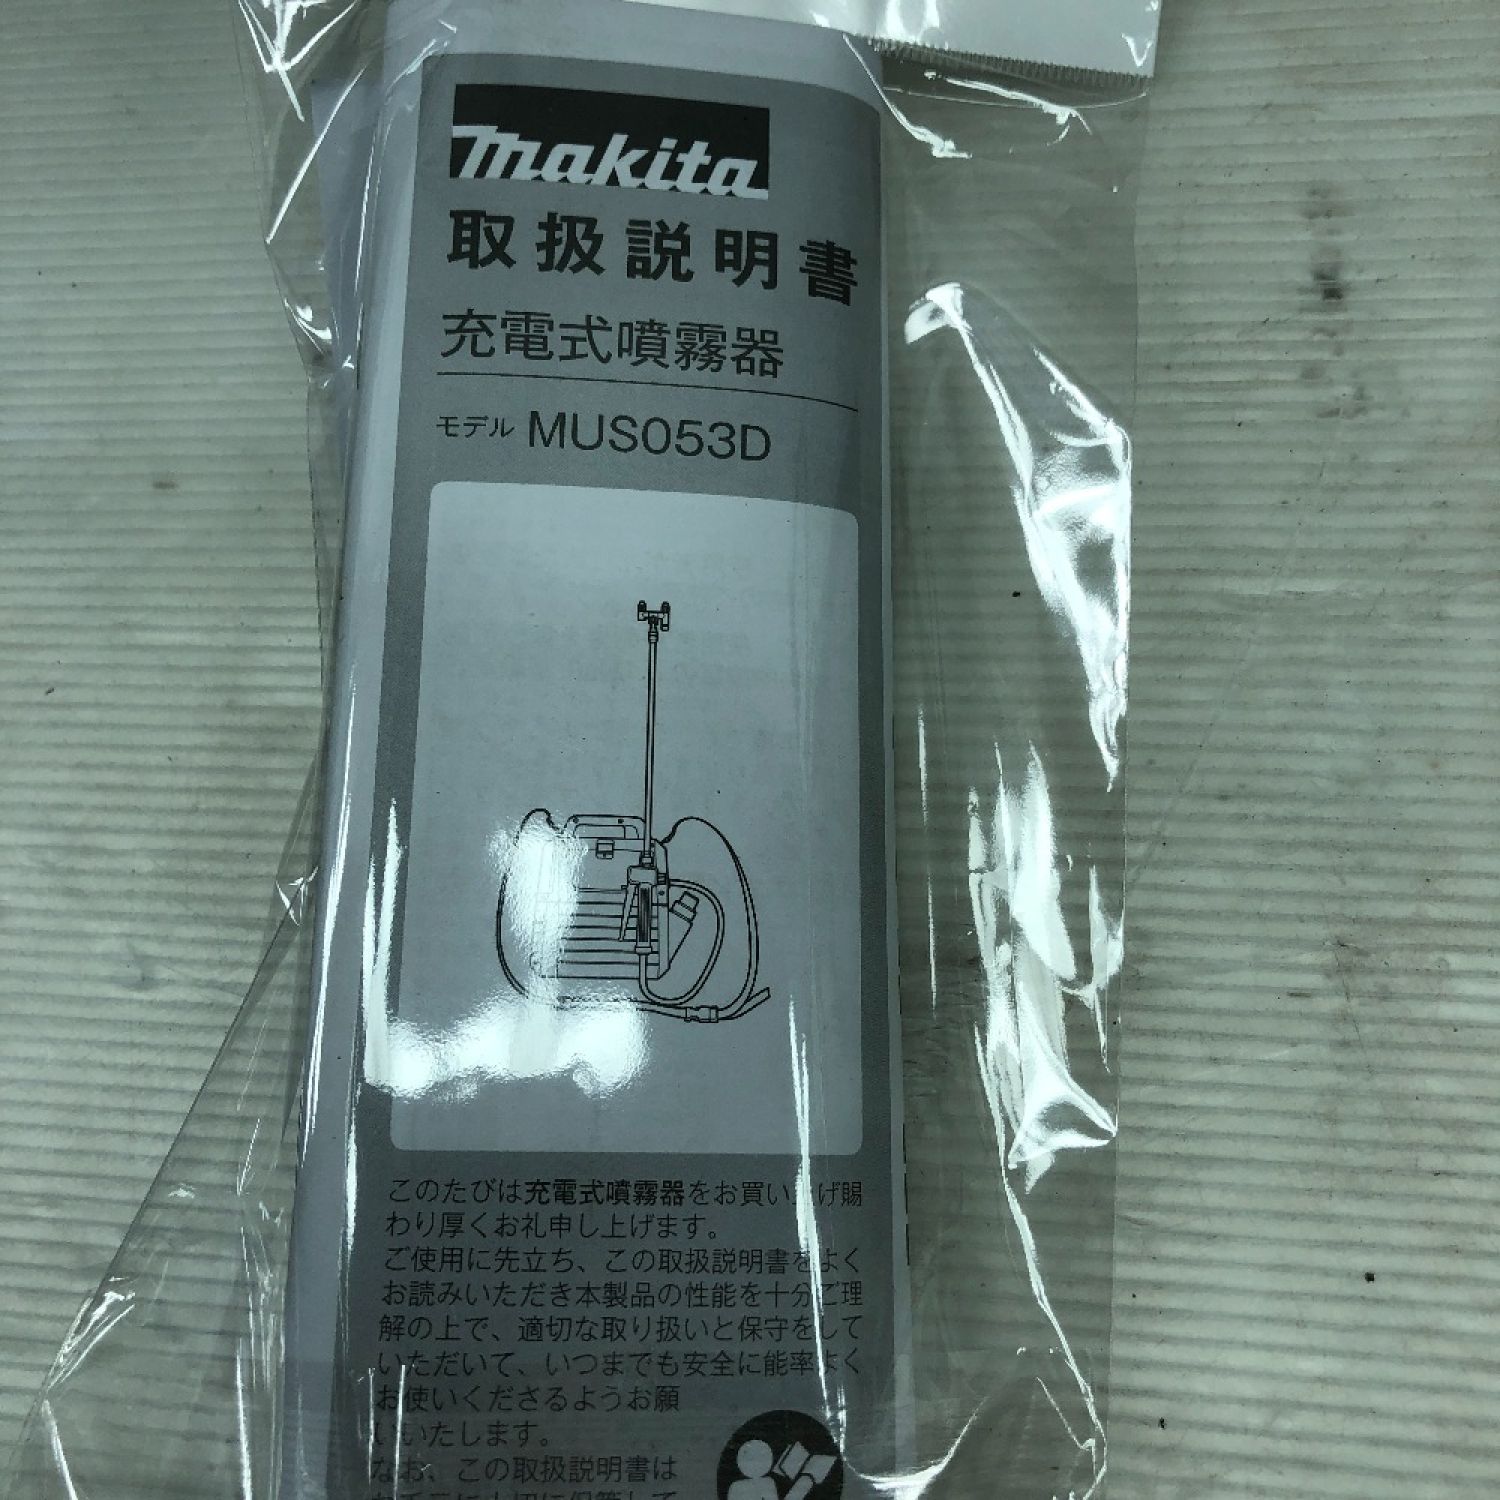 makita
取扱説明書
充電式噴霧器
モデル MUS053D
このたびは充電式噴霧器をお買い上げ賜
わり厚くお礼申し上げます。
ご使用に先立ち、この取扱説明書をよく
お読みいただき本製品の性能を十分ご理
解の上で、適切な取り扱いと保守をして
いただいて、いつまでも安全に能率よく
お使いくださるようお願
いいたします。
なお、この取扱説明書は